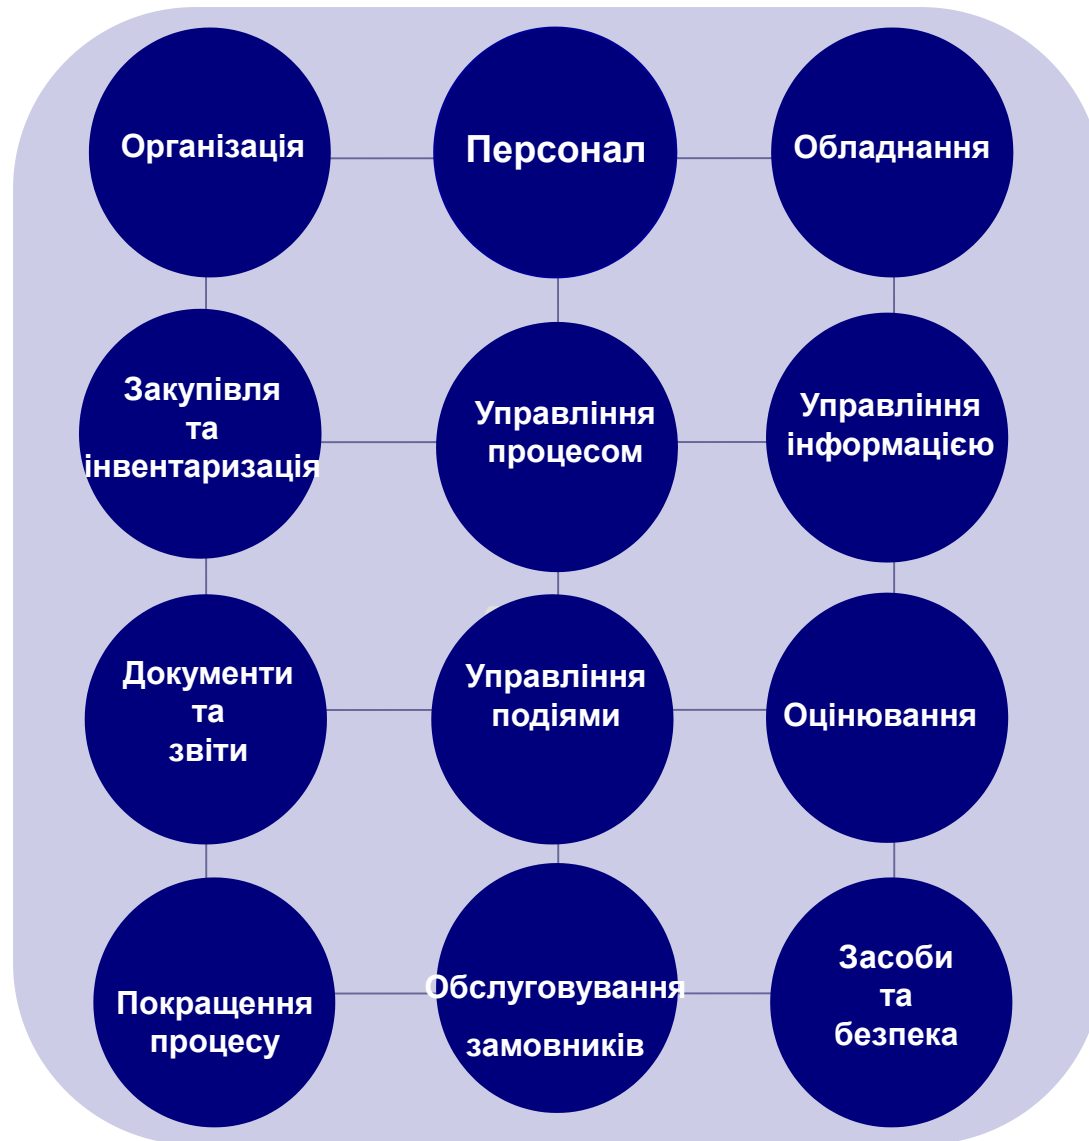 Організація
Персонал
Обладнання
Закупівля
та
інвентаризація
Управління
процесом
Управління
інформацією
Документи
та
звіти
Управління
подіями
Оцінювання
Покращення
процесу
Обслуговування
замовників
Засоби
та
безпека